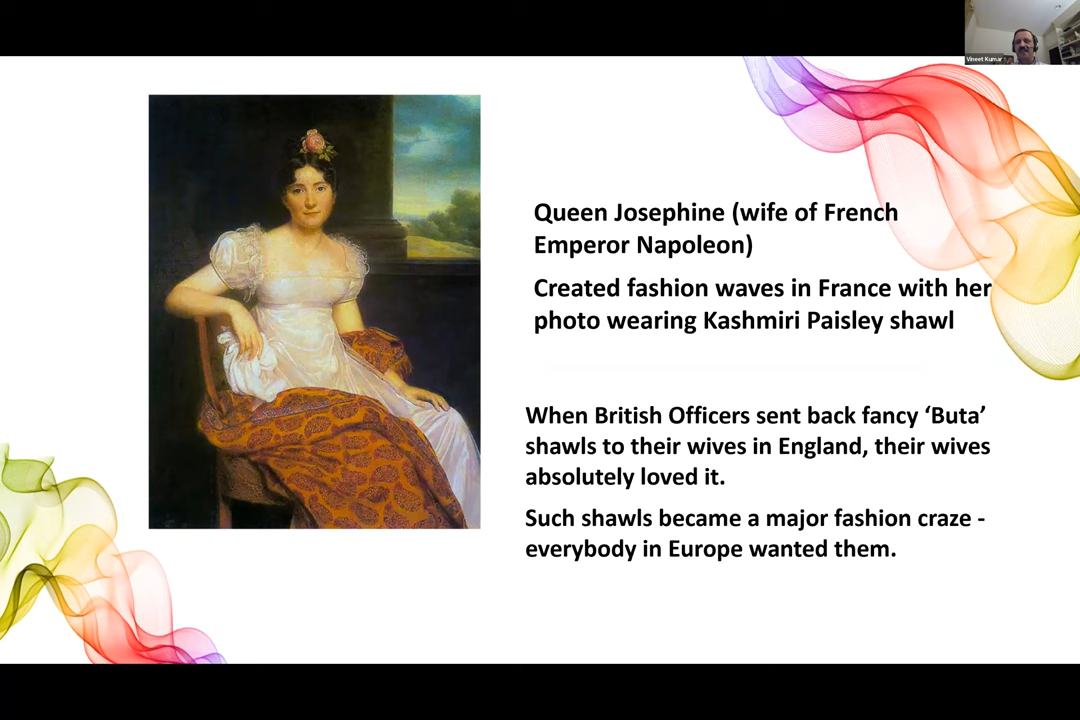 Vineet Kumar
Queen Josephine (wife of French
Emperor Napoleon)
Created fashion waves in France with her
photo wearing Kashmiri Paisley shawl
When British Officers sent back fancy ‘Buta’
shawls to their wives in England, their wives
absolutely loved it.
Such shawls became a major fashion craze -
everybody in Europe wanted them.